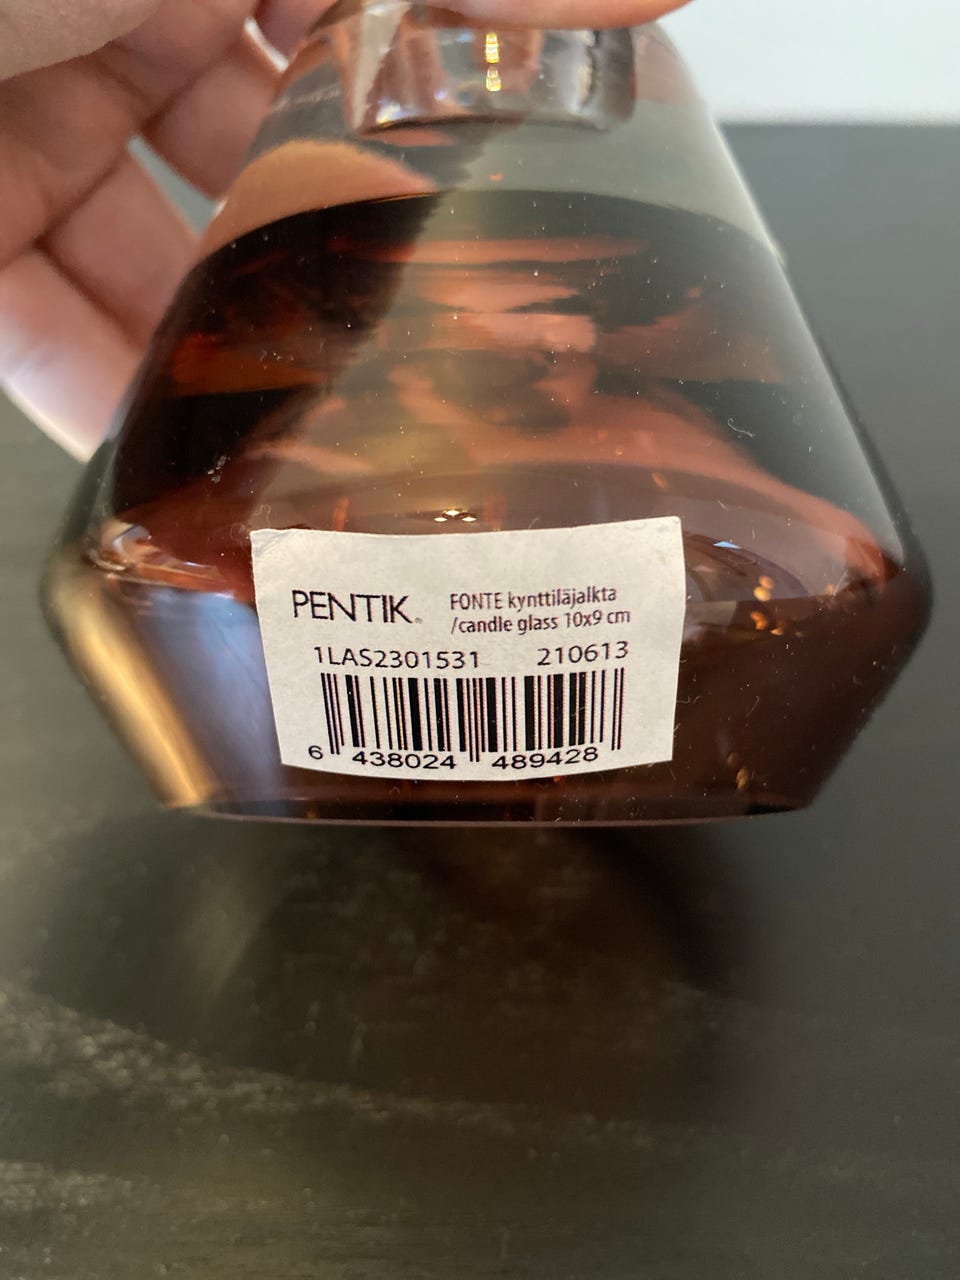 PENTIK®
FONTE kynttiläjalkta
/candle glass 10x9 cm
1LAS2301531 210613
6 438024 489428